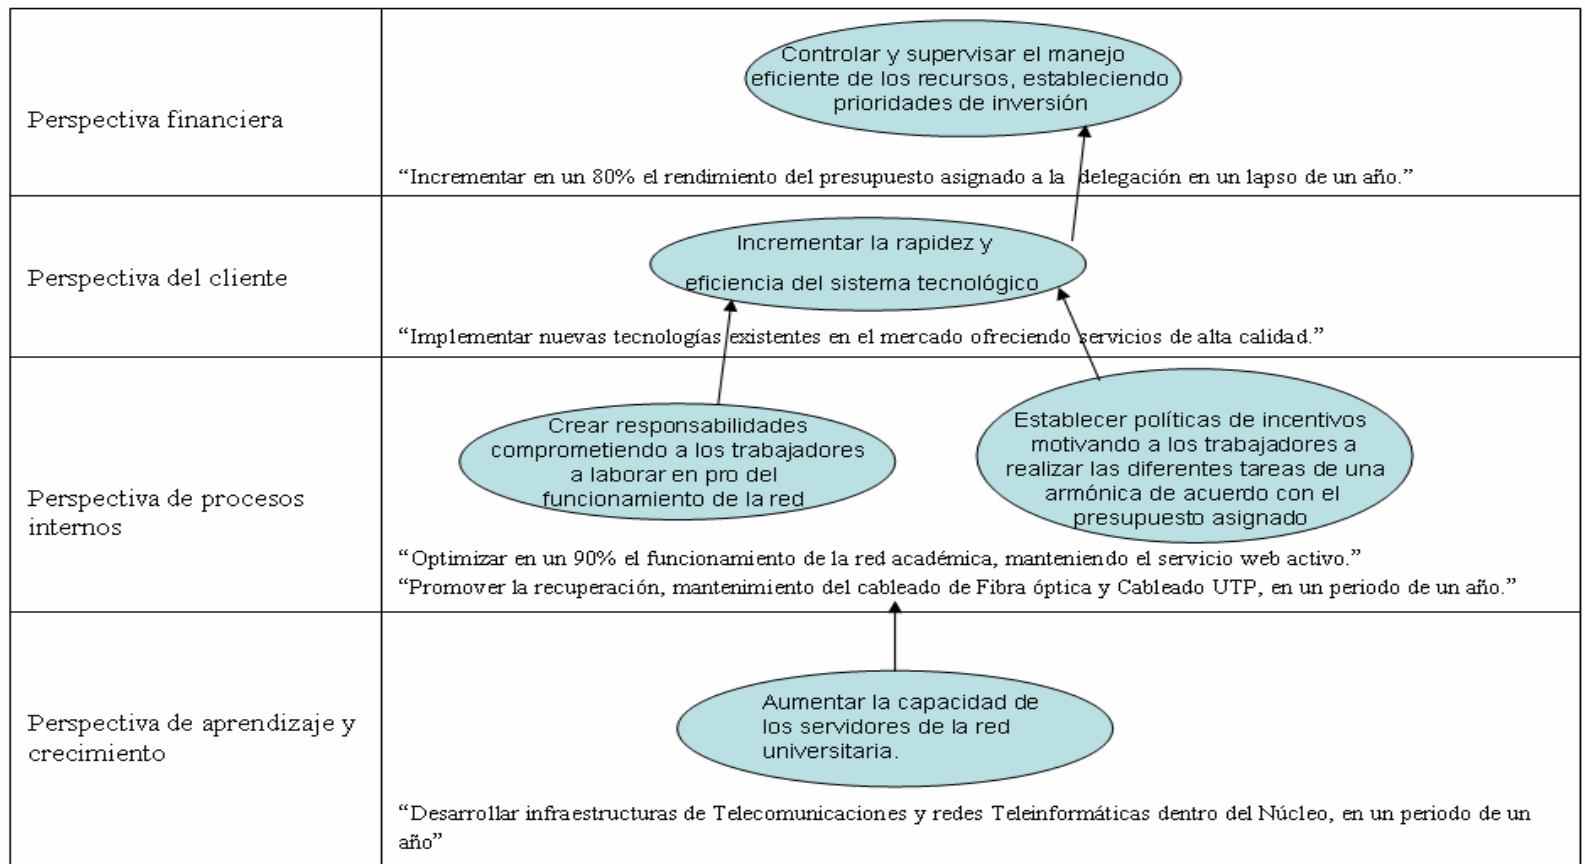 Perspectiva financiera
Controlar y supervisar el manejo
eficiente de los recursos, estableciendo
prioridades de inversión
“Incrementar en un 80% el rendimiento del presupuesto asignado a la delegación en un lapso de un año.”
Perspectiva del cliente
Incrementar la rapidez y
eficiencia del sistema tecnológico
“Implementar nuevas tecnologías existentes en el mercado ofreciendo servicios de alta calidad.”
Perspectiva de procesos
internos
Crear responsabilidades
comprometiendo a los trabajadores
a laborar en pro del
funcionamiento de la red
Establecer políticas de incentivos
motivando a los trabajadores a
realizar las diferentes tareas de una
armónica de acuerdo con el
presupuesto asignado
“Optimizar en un 90% el funcionamiento de la red académica, manteniendo el servicio web activo.”
“Promover la recuperación, mantenimiento del cableado de Fibra óptica y Cableado UTP, en un periodo de un año.”
Perspectiva de aprendizaje y
crecimiento
Aumentar la capacidad de
los servidores de la red
universitaria.
“Desarrollar infraestructuras de Telecomunicaciones y redes Teleinformáticas dentro del Núcleo, en un periodo de un
año”